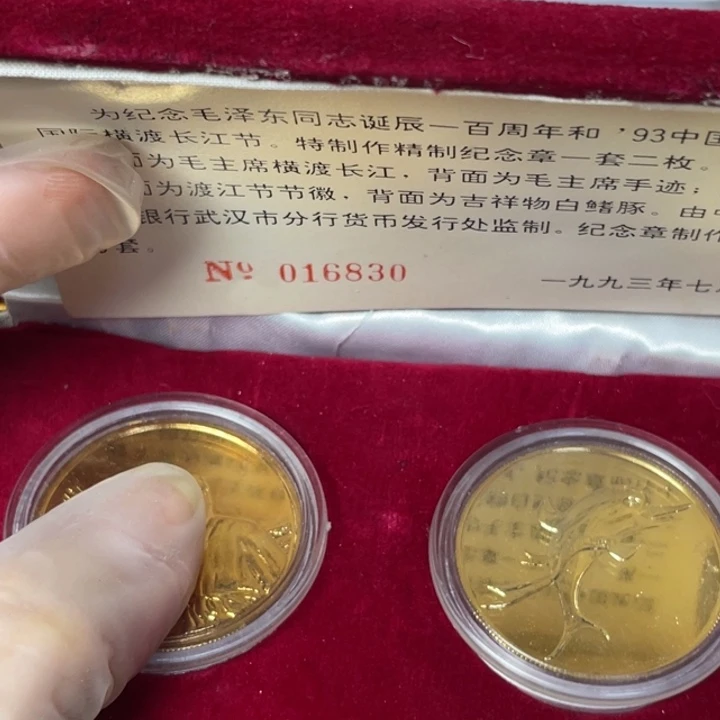 为纪念毛泽东同志诞辰一百周年和'93中国
国际横渡长江节。特制作精制纪念章一套二枚。
面为毛主席横渡长江，背面为毛主席手迹；
面为渡江节节徽，背面为吉祥物白鳍豚。由
银行武汉市分行货币发行处监制。纪念章制作
套。
Nº 016830
一九九三年七